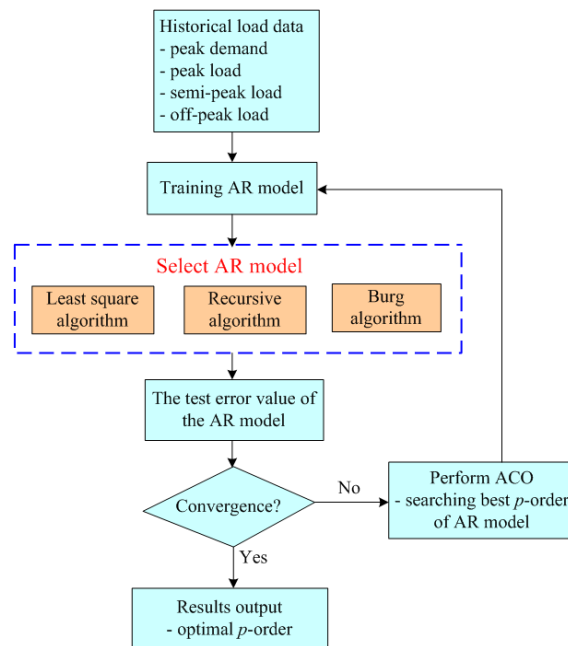 Historical load data
- peak demand
- peak load
- semi-peak load
- off-peak load
Training AR model
Select AR model
Least square
algorithm
Recursive
algorithm
Burg
algorithm
The test error value of
the AR model
Convergence?
No
Perform ACO
- searching best p-order
of AR model
Yes
Results output
- optimal p-order